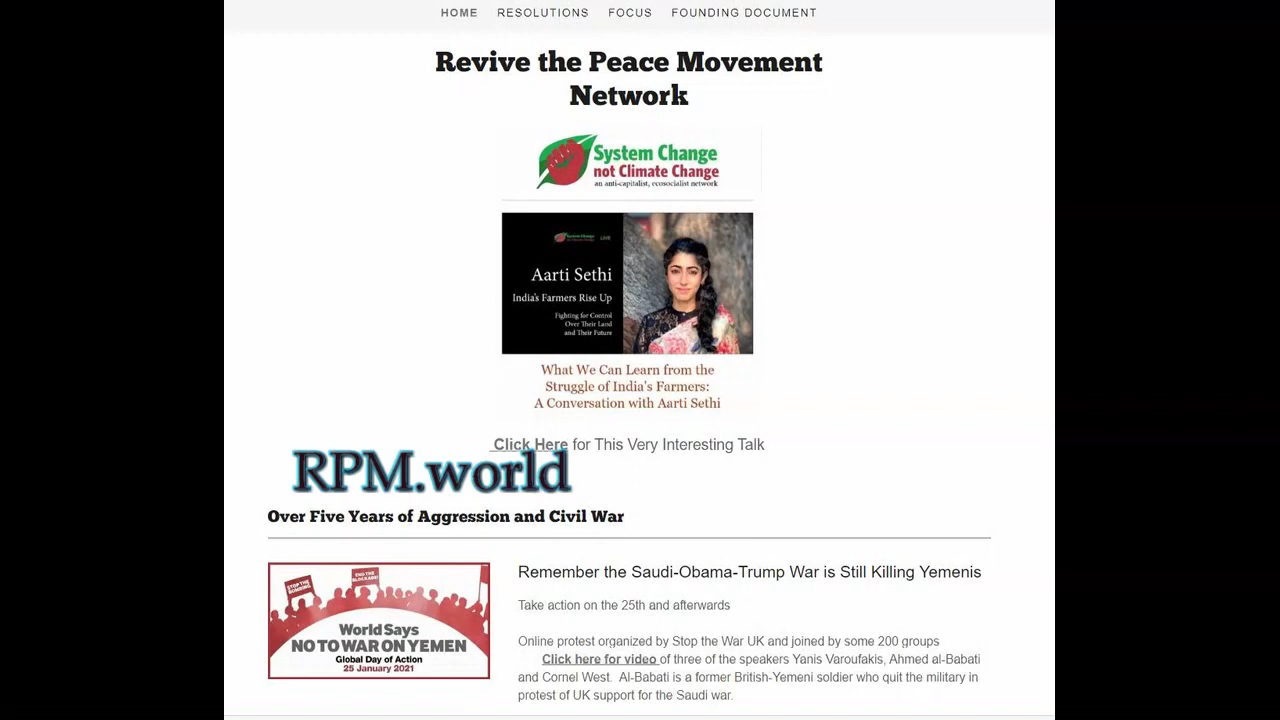 HOME RESOLUTIONS FOCUS FOUNDING DOCUMENT
Revive the Peace Movement
Network
System Change
not Climate Change
an anti-capitalist, ecosocialist network
System Change
not Climate Change
LIVE
Aarti Sethi
India's Farmers Rise Up
Fighting for Control
Over Their Land
and Their Future
What We Can Learn from the
Struggle of India's Farmers:
A Conversation with Aarti Sethi
Click Here for This Very Interesting Talk
RPM.world
Over Five Years of Aggression and Civil War
STOP THE
BOMBING
END THE
BLOCKADE!
World Says
NO TO WAR ON YEMEN
Global Day of Action
25 January 2021
Remember the Saudi-Obama-Trump War is Still Killing Yemenis
Take action on the 25th and afterwards
Online protest organized by Stop the War UK and joined by some 200 groups
Click here for video of three of the speakers Yanis Varoufakis, Ahmed al-Babati
and Cornel West. Al-Babati is a former British-Yemeni soldier who quit the military in
protest of UK support for the Saudi war.